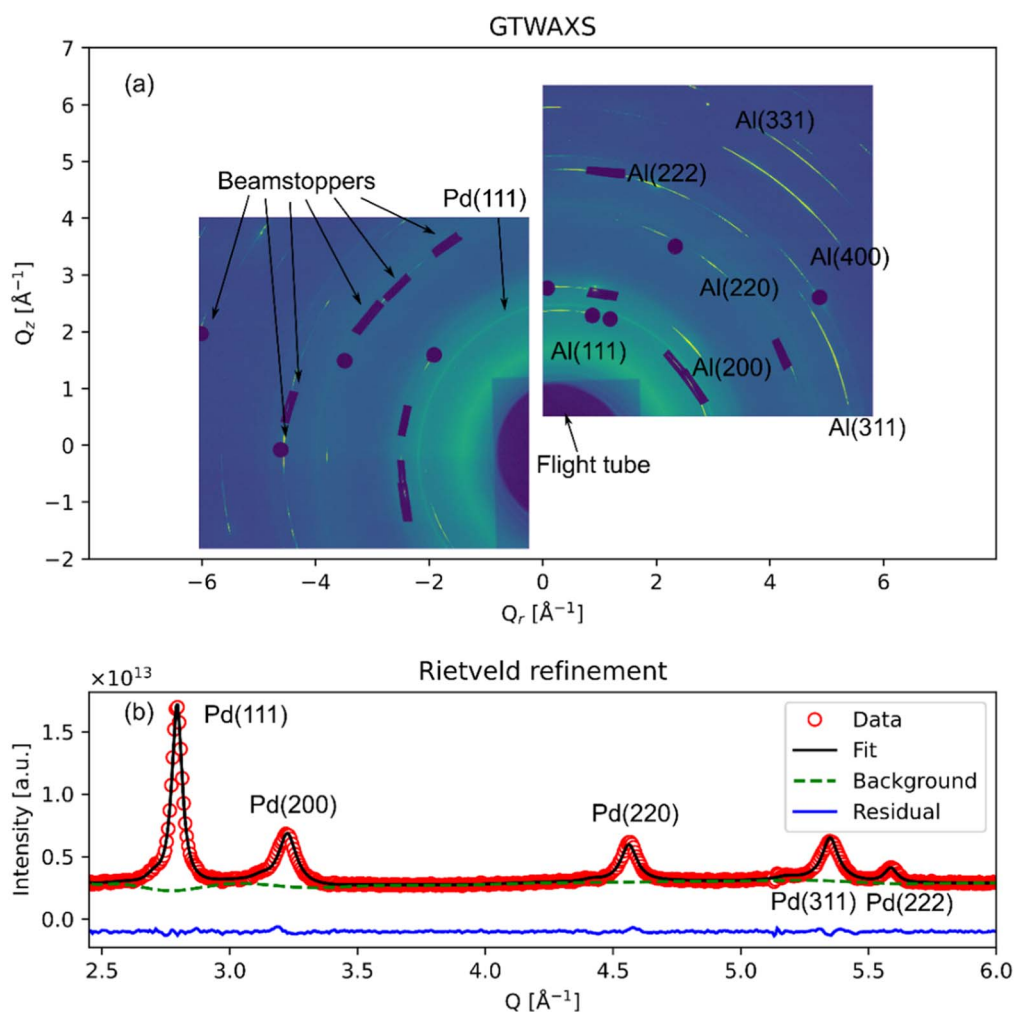 GTWAXS
(a)
7
6
5
4
3
2
1
0
−1
−2
Q_z [Å⁻¹]
Beamstoppers
Pd(111)
Al(331)
Al(222)
Al(400)
Al(220)
Al(111)
Al(200)
Al(311)
Flight tube
−6 −4 −2 0 2 4 6
Q_r [Å⁻¹]
Rietveld refinement
×10¹³
(b)
Pd(111)
Pd(200)
Pd(220)
Pd(311) Pd(222)
Data
Fit
Background
Residual
1.5
1.0
0.5
0.0
Intensity [a.u.]
2.5 3.0 3.5 4.0 4.5 5.0 5.5 6.0
Q [Å⁻¹]